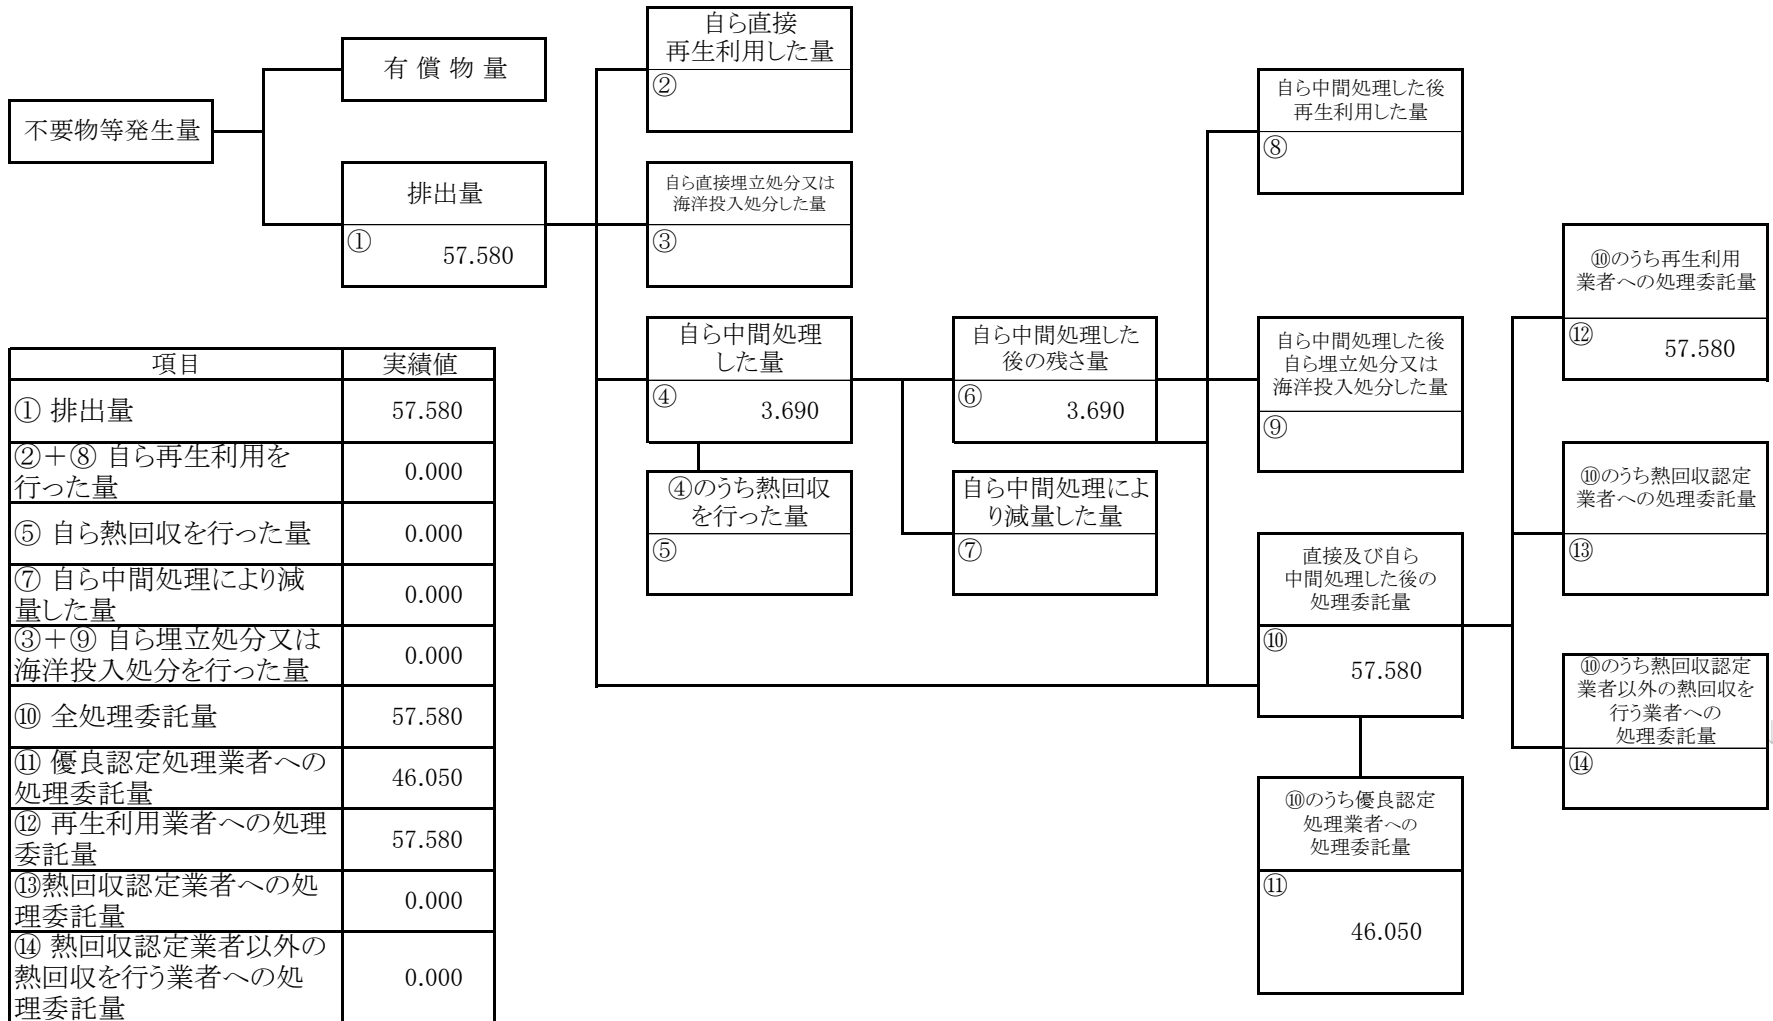 不要物等発生量
有 償 物 量
排出量
①
57.580
自ら直接
再生利用した量
②
自ら直接埋立処分又は
海洋投入処分した量
③
自ら中間処理
した量
④
3.690
④のうち熱回収
を行った量
⑤
自ら中間処理した
後の残さ量
⑥
3.690
自ら中間処理によ
り減量した量
⑦
自ら中間処理した後
再生利用した量
⑧
自ら中間処理した後
自ら埋立処分又は
海洋投入処分した量
⑨
直接及び自ら
中間処理した後の
処理委託量
⑩
57.580
⑩のうち優良認定
処理業者への
処理委託量
⑪
46.050
⑩のうち再生利用
業者への処理委託量
⑫
57.580
⑩のうち熱回収認定
業者への処理委託量
⑬
⑩のうち熱回収認定
業者以外の熱回収を
行う業者への
処理委託量
⑭
項目 実績値
① 排出量 57.580
②＋⑧ 自ら再生利用を
行った量 0.000
⑤ 自ら熱回収を行った量 0.000
⑦ 自ら中間処理により減
量した量 0.000
③＋⑨ 自ら埋立処分又は
海洋投入処分を行った量 0.000
⑩ 全処理委託量 57.580
⑪ 優良認定処理業者への
処理委託量 46.050
⑫ 再生利用業者への処理
委託量 57.580
⑬熱回収認定業者への処
理委託量 0.000
⑭ 熱回収認定業者以外の
熱回収を行う業者への処
理委託量 0.000